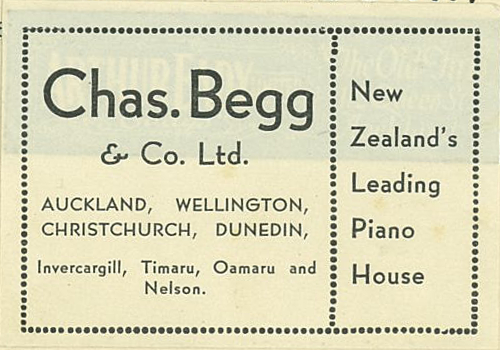 Chas. Begg
& Co. Ltd.
AUCKLAND, WELLINGTON,
CHRISTCHURCH, DUNEDIN,
Invercargill, Timaru, Oamaru and
Nelson.
New
Zealand's
Leading
Piano
House